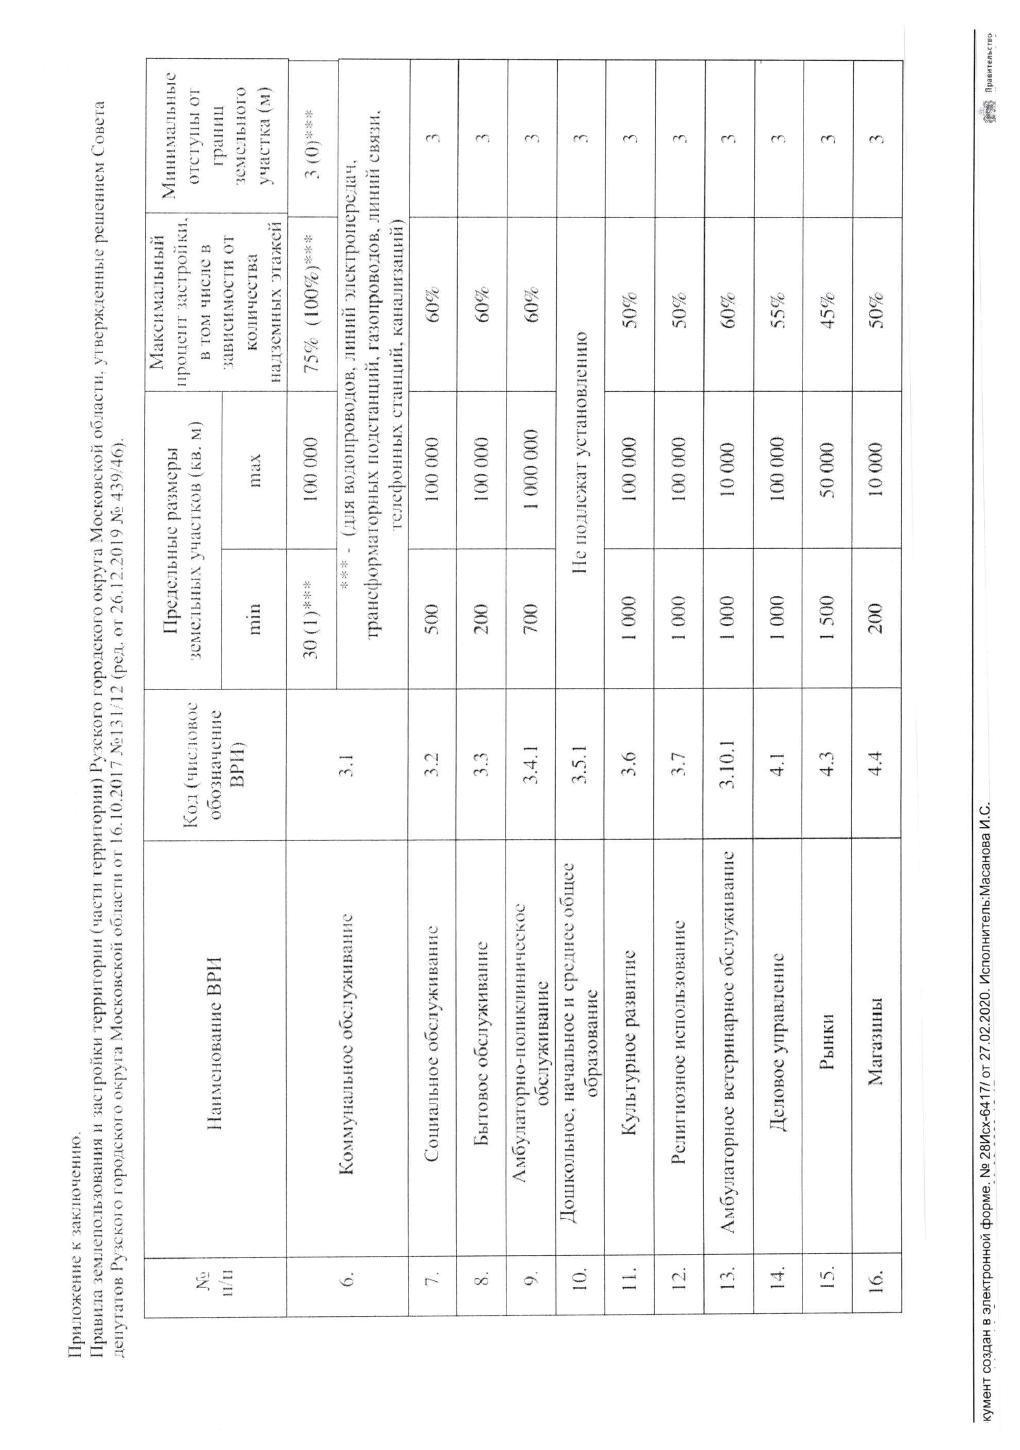 Приложение к заключению.
Правила землепользования и застройки территории (части территории) Рузского городского округа Московской области, утвержденные решением Совета
депутатов Рузского городского округа Московской области от 16.10.2017 №131/12 (ред. от 26.12.2019 № 439/46).
№ п/п
Наименование ВРИ
Код (числовое обозначение ВРИ)
Предельные размеры земельных участков (кв. м)
min
max
Максимальный процент застройки, в том числе в зависимости от количества надземных этажей
Минимальные отступы от границ земельного участка (м)
6. Коммунальное обслуживание 3.1 30 (1)*** 100 000 75% (100%)*** 3 (0)***
*** - (для водопроводов, линий электропередач,
трансформаторных подстанций, газопроводов, линий связи,
телефонных станций, канализаций)
7. Социальное обслуживание 3.2 500 100 000 60% 3
8. Бытовое обслуживание 3.3 200 100 000 60% 3
9. Амбулаторно-поликлиническое обслуживание 3.4.1 700 1 000 000 60% 3
10. Дошкольное, начальное и среднее общее образование 3.5.1 Не подлежат установлению 3
11. Культурное развитие 3.6 1 000 100 000 50% 3
12. Религиозное использование 3.7 1 000 100 000 50% 3
13. Амбулаторное ветеринарное обслуживание 3.10.1 1 000 10 000 60% 3
14. Деловое управление 4.1 1 000 100 000 55% 3
15. Рынки 4.3 1 500 50 000 45% 3
16. Магазины 4.4 200 10 000 50% 3
кумент создан в электронной форме. № 28Исх-6417/ от 27.02.2020. Исполнитель:Масанова И.С.
Правительство